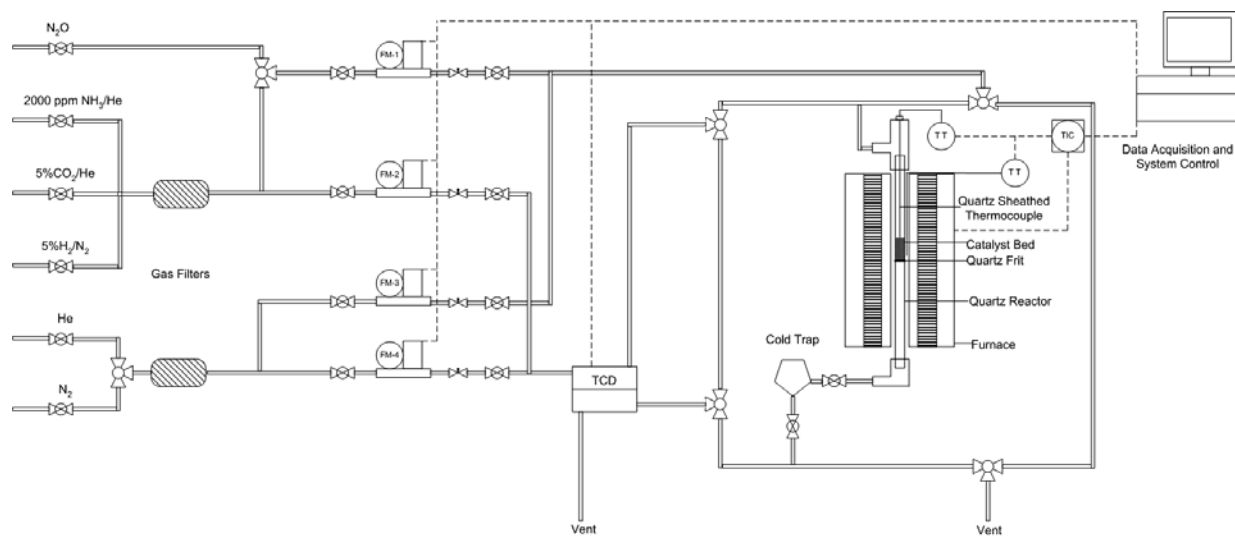 N₂O
FM-1
2000 ppm NH₃/He
TT
TIC
Data Acquisition and
System Control
5%CO₂/He
FM-2
TT
Quartz Sheathed
Thermocouple
Catalyst Bed
Quartz Frit
5%H₂/N₂
Gas Filters
FM-3
Quartz Reactor
He
FM-4
Cold Trap
Furnace
TCD
N₂
Vent
Vent